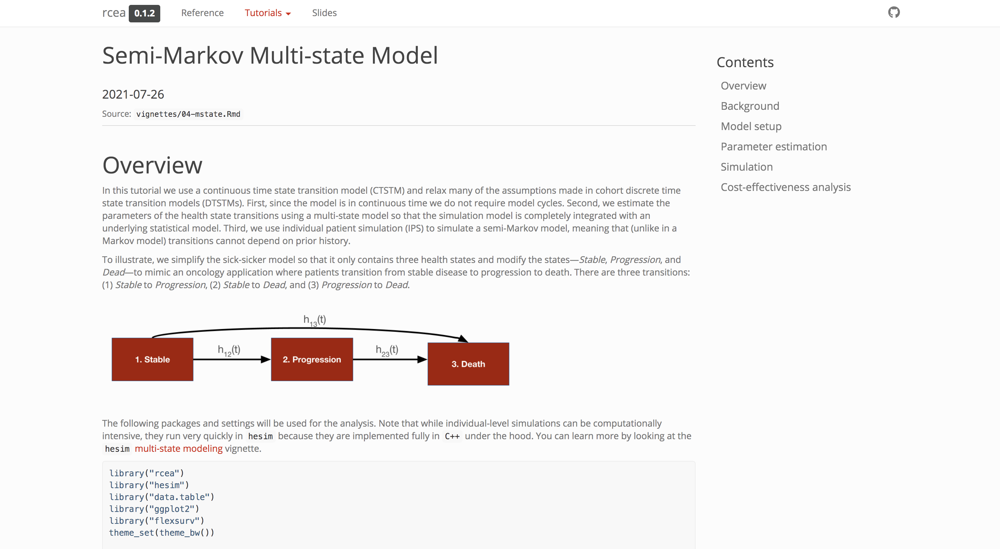 rcea 0.1.2 Reference Tutorials Slides
Semi-Markov Multi-state Model
2021-07-26
Source: vignettes/04-mstate.Rmd
Contents
Overview
Background
Model setup
Parameter estimation
Simulation
Cost-effectiveness analysis
Overview
In this tutorial we use a continuous time state transition model (CTSTM) and relax many of the assumptions made in cohort discrete time
state transition models (DTSTMs). First, since the model is in continuous time we do not require model cycles. Second, we estimate the
parameters of the health state transitions using a multi-state model so that the simulation model is completely integrated with an
underlying statistical model. Third, we use individual patient simulation (IPS) to simulate a semi-Markov model, meaning that (unlike in a
Markov model) transitions cannot depend on prior history.
To illustrate, we simplify the sick-sicker model so that it only contains three health states and modify the states—Stable, Progression, and
Dead—to mimic an oncology application where patients transition from stable disease to progression to death. There are three transitions:
(1) Stable to Progression, (2) Stable to Dead, and (3) Progression to Dead.
h13(t)
h12(t) h23(t)
1. Stable 2. Progression 3. Death
The following packages and settings will be used for the analysis. Note that while individual-level simulations can be computationally
intensive, they run very quickly in hesim because they are implemented fully in C++ under the hood. You can learn more by looking at the
hesim multi-state modeling vignette.
library("rcea")
library("hesim")
library("data.table")
library("ggplot2")
library("flexsurv")
theme_set(theme_bw())